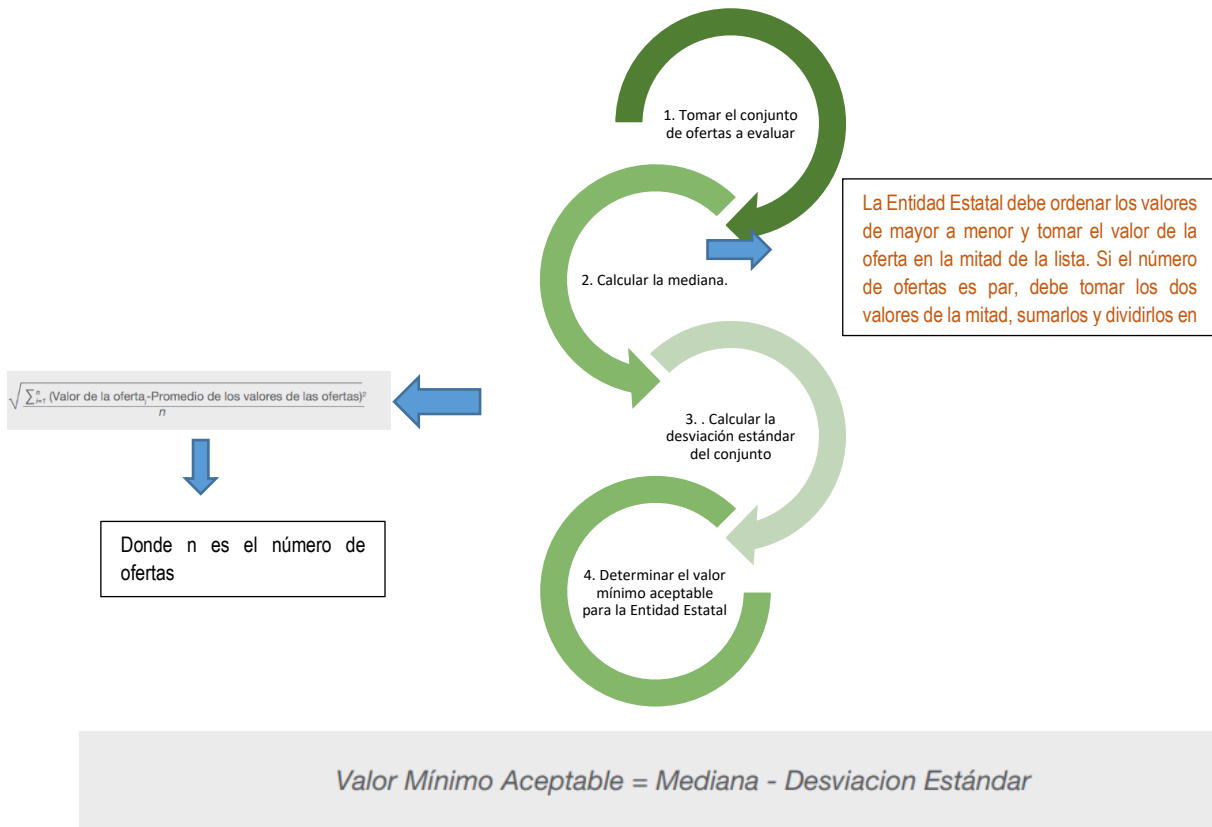 1. Tomar el conjunto
de ofertas a evaluar
La Entidad Estatal debe ordenar los valores
de mayor a menor y tomar el valor de la
oferta en la mitad de la lista. Si el número
de ofertas es par, debe tomar los dos
valores de la mitad, sumarlos y dividirlos en
2. Calcular la mediana.
√ ∑ⁿᵢ₌₁ (Valor de la ofertaᵢ-Promedio de los valores de las ofertas)²
n
3. . Calcular la
desviación estándar
del conjunto
Donde n es el número de
ofertas
4. Determinar el valor
mínimo aceptable
para la Entidad Estatal
Valor Mínimo Aceptable = Mediana - Desviacion Estándar